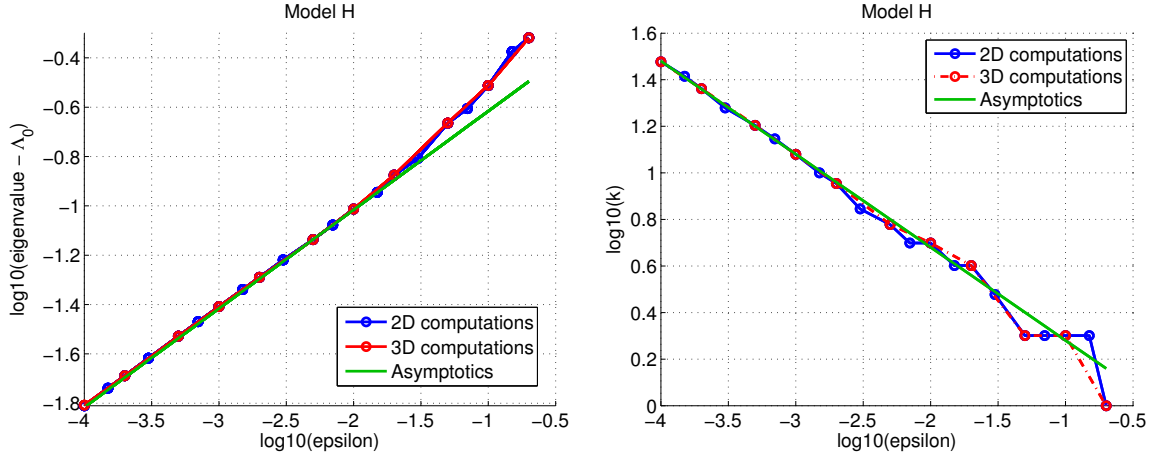 Model H
log10(eigenvalue − Λ0)
−0.4
−0.6
−0.8
−1
−1.2
−1.4
−1.6
−1.8
2D computations
3D computations
Asymptotics
−4 −3.5 −3 −2.5 −2 −1.5 −1 −0.5
log10(epsilon)
Model H
log10(k)
1.6
1.4
1.2
1
0.8
0.6
0.4
0.2
0
2D computations
3D computations
Asymptotics
−4 −3.5 −3 −2.5 −2 −1.5 −1 −0.5
log10(epsilon)